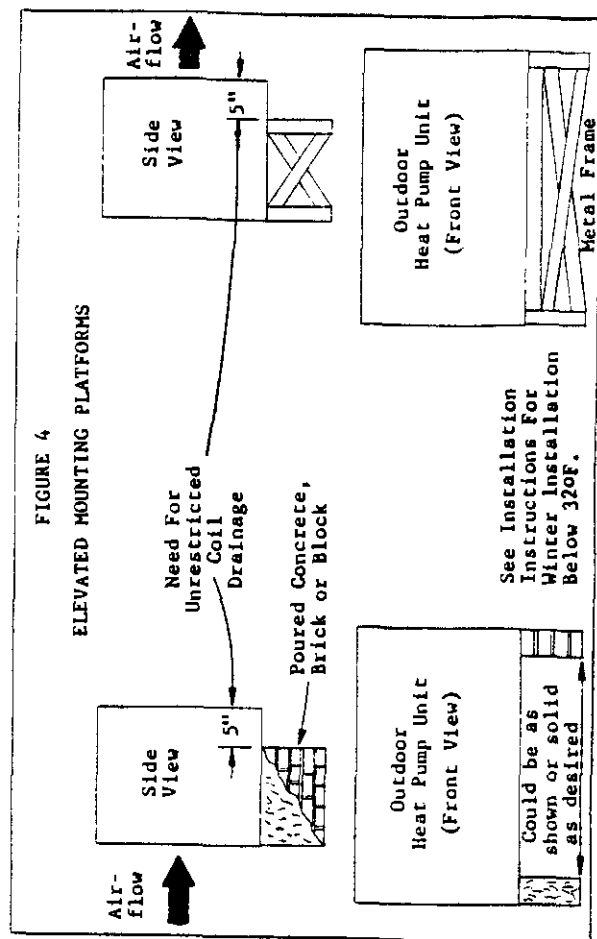 FIGURE 4
ELEVATED MOUNTING PLATFORMS
Air-
flow
Side
View
5"
Need For
Unrestricted
Coil
Drainage
Poured Concrete,
Brick or Block
Side
View
5"
Air-
flow
Outdoor
Heat Pump Unit
(Front View)
Could be as
shown or solid
as desired
See Installation
Instructions For
Winter Installation
Below 32oF.
Outdoor
Heat Pump Unit
(Front View)
Metal Frame